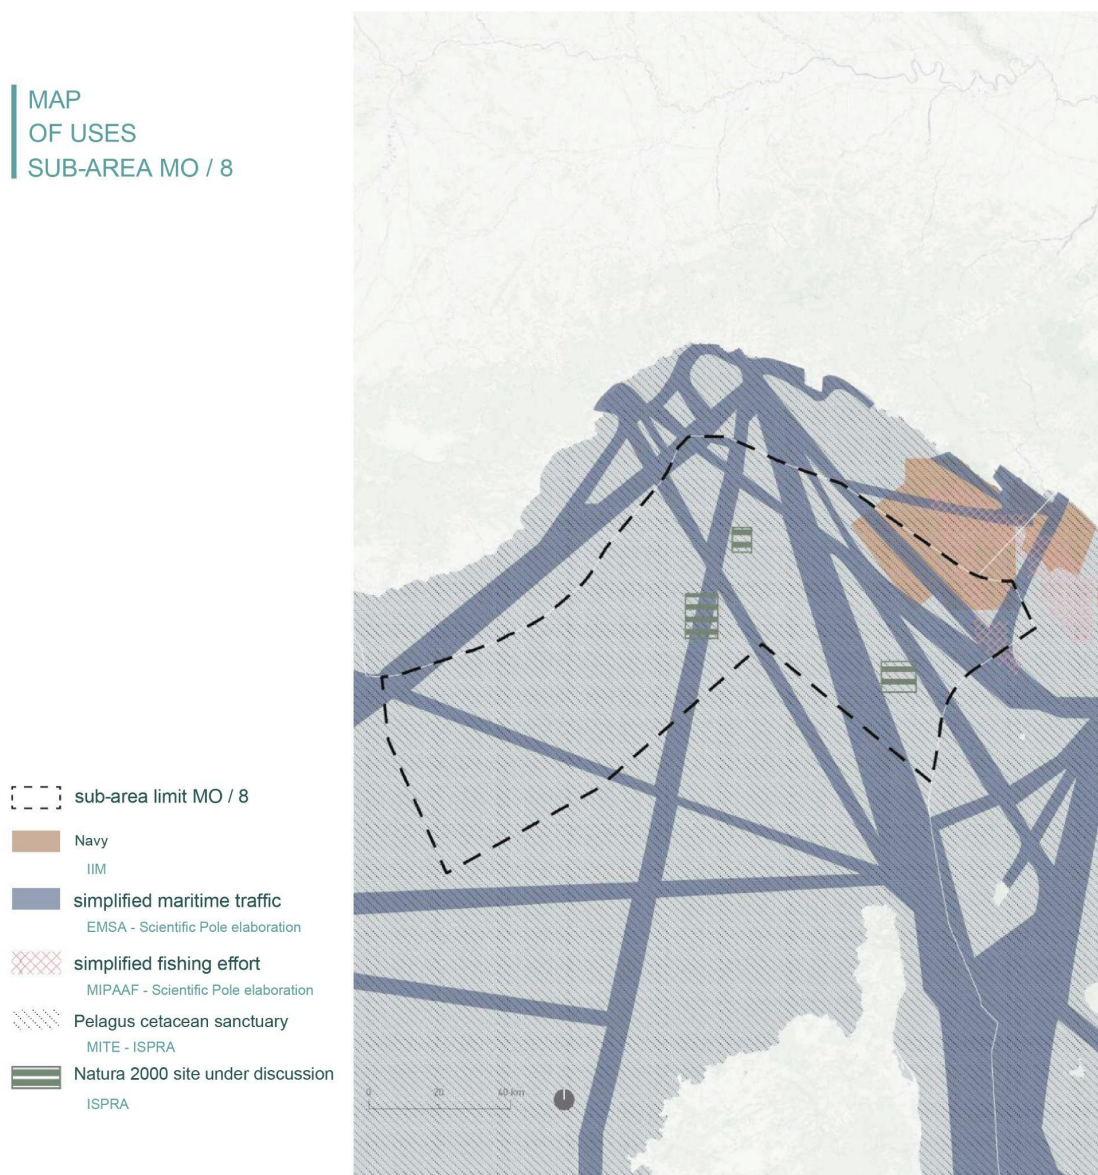 MAP
OF USES
SUB-AREA MO / 8
sub-area limit MO / 8
Navy
IIM
simplified maritime traffic
EMSA - Scientific Pole elaboration
simplified fishing effort
MIPAAF - Scientific Pole elaboration
Pelagus cetacean sanctuary
MITE - ISPRA
Natura 2000 site under discussion
ISPRA
0 20 40 km